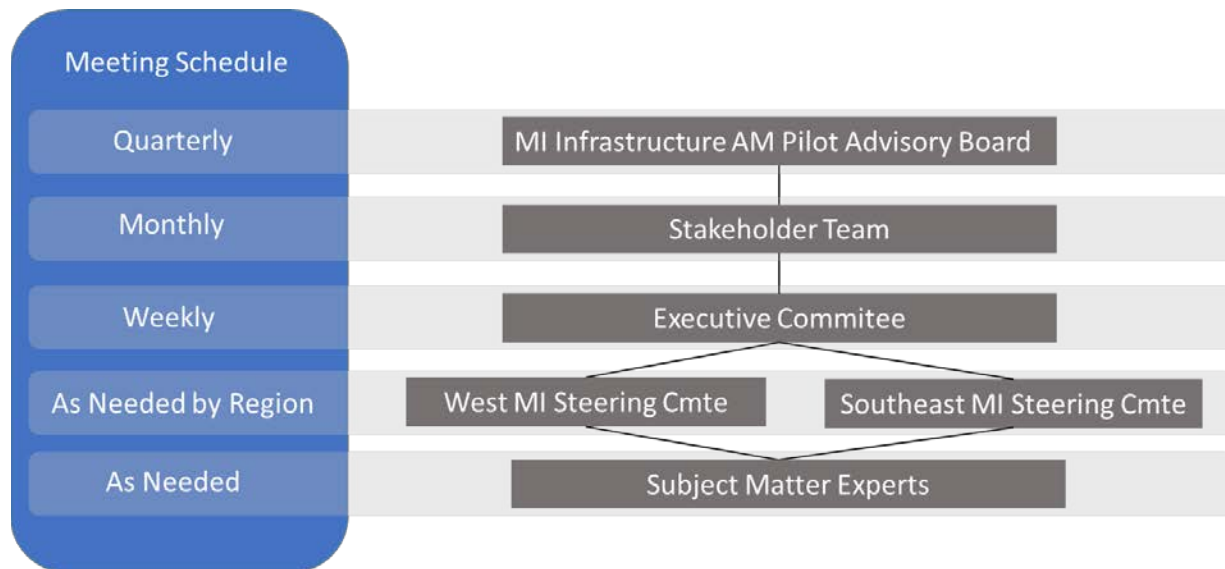 Meeting Schedule
Quarterly
MI Infrastructure AM Pilot Advisory Board
Monthly
Stakeholder Team
Weekly
Executive Commitee
As Needed by Region
West MI Steering Cmte
Southeast MI Steering Cmte
As Needed
Subject Matter Experts